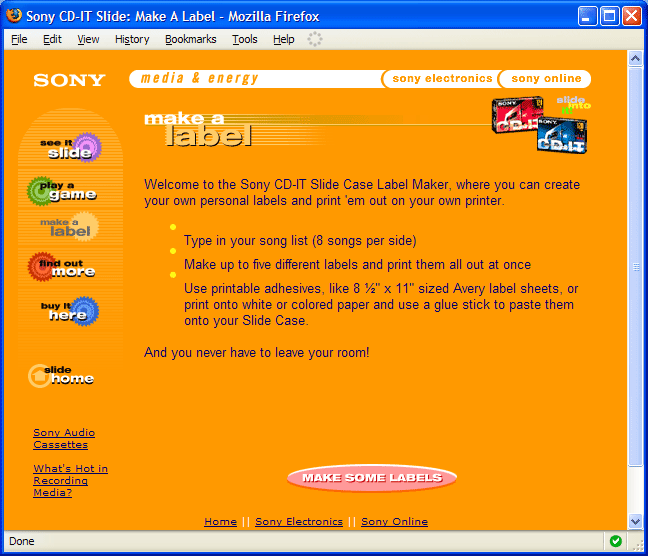 Sony CD-IT Slide: Make A Label - Mozilla Firefox
File Edit View History Bookmarks Tools Help
SONY
media & energy
sony electronics
sony online
make a
label
slide
into
SONY
CD-IT
SONY
CD-IT
see it
slide
play a
game
make a
label
find out
more
buy it
here
slide
home
Sony Audio
Cassettes
What's Hot in
Recording
Media?
Welcome to the Sony CD-IT Slide Case Label Maker, where you can create
your own personal labels and print 'em out on your own printer.
Type in your song list (8 songs per side)
Make up to five different labels and print them all out at once
Use printable adhesives, like 8 ½" x 11" sized Avery label sheets, or
print onto white or colored paper and use a glue stick to paste them
onto your Slide Case.
And you never have to leave your room!
MAKE SOME LABELS
Home || Sony Electronics || Sony Online
Done